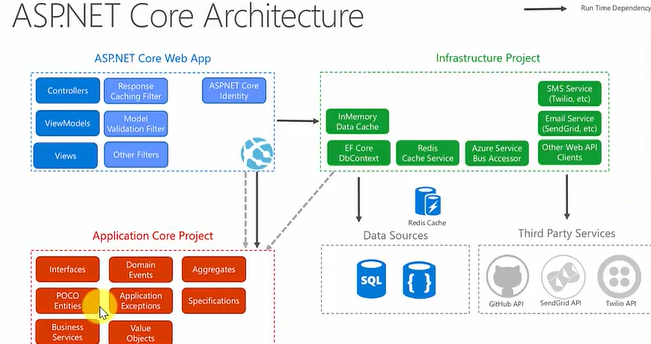 ASP.NET Core Architecture
Run Time Dependency
ASP.NET Core Web App
Controllers
Response
Caching Filter
ASP.NET Core
Identity
ViewModels
Model
Validation Filter
Views
Other Filters
Infrastructure Project
SMS Service
(Twilio, etc)
InMemory
Data Cache
Email Service
(SendGrid, etc)
EF Core
DbContext
Redis
Cache Service
Azure Service
Bus Accessor
Other Web API
Clients
Redis Cache
Application Core Project
Interfaces
Domain
Events
Aggregates
POCO
Entities
Application
Exceptions
Specifications
Business
Services
Value
Objects
Data Sources
SQL
{ }
Third Party Services
GitHub API
SendGrid API
Twilio API